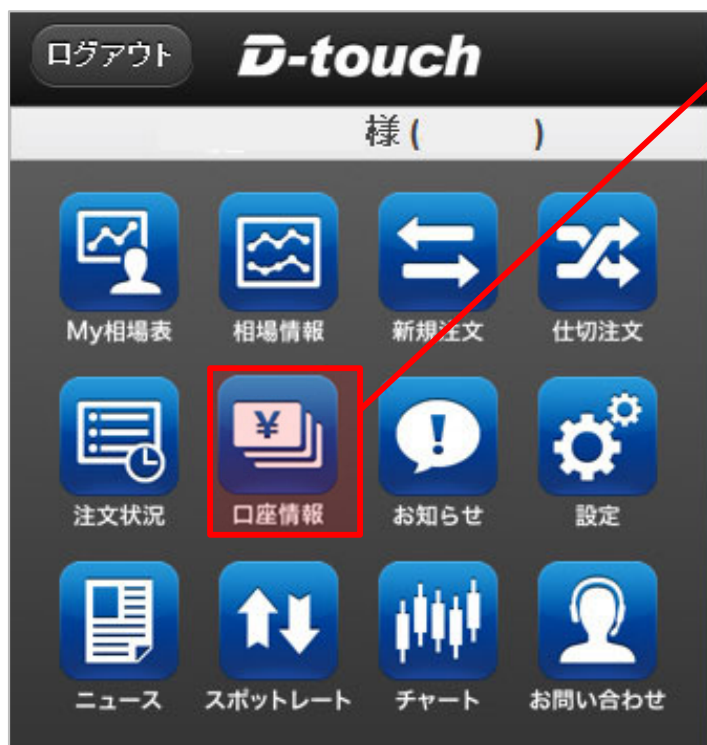 ログアウト D-touch
様( )
My相場表 相場情報 新規注文 仕切注文
¥ !
注文状況 口座情報 お知らせ 設定
ニュース スポットレート チャート お問い合わせ